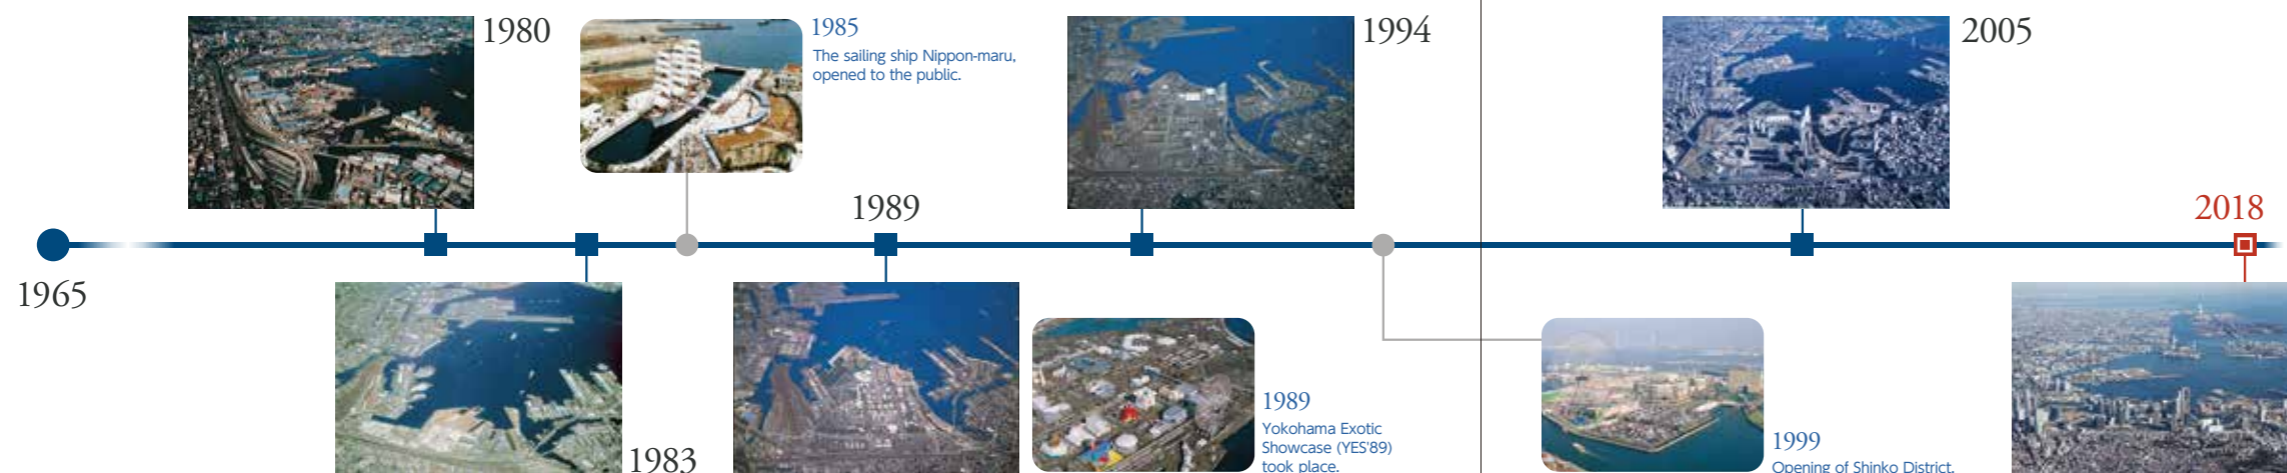 1980
1985
The sailing ship Nippon-maru,
opened to the public.
1994
2005
1989
2018
1965
1983
1989
Yokohama Exotic
Showcase (YES'89)
took place.
1999
Opening of Shinko District.